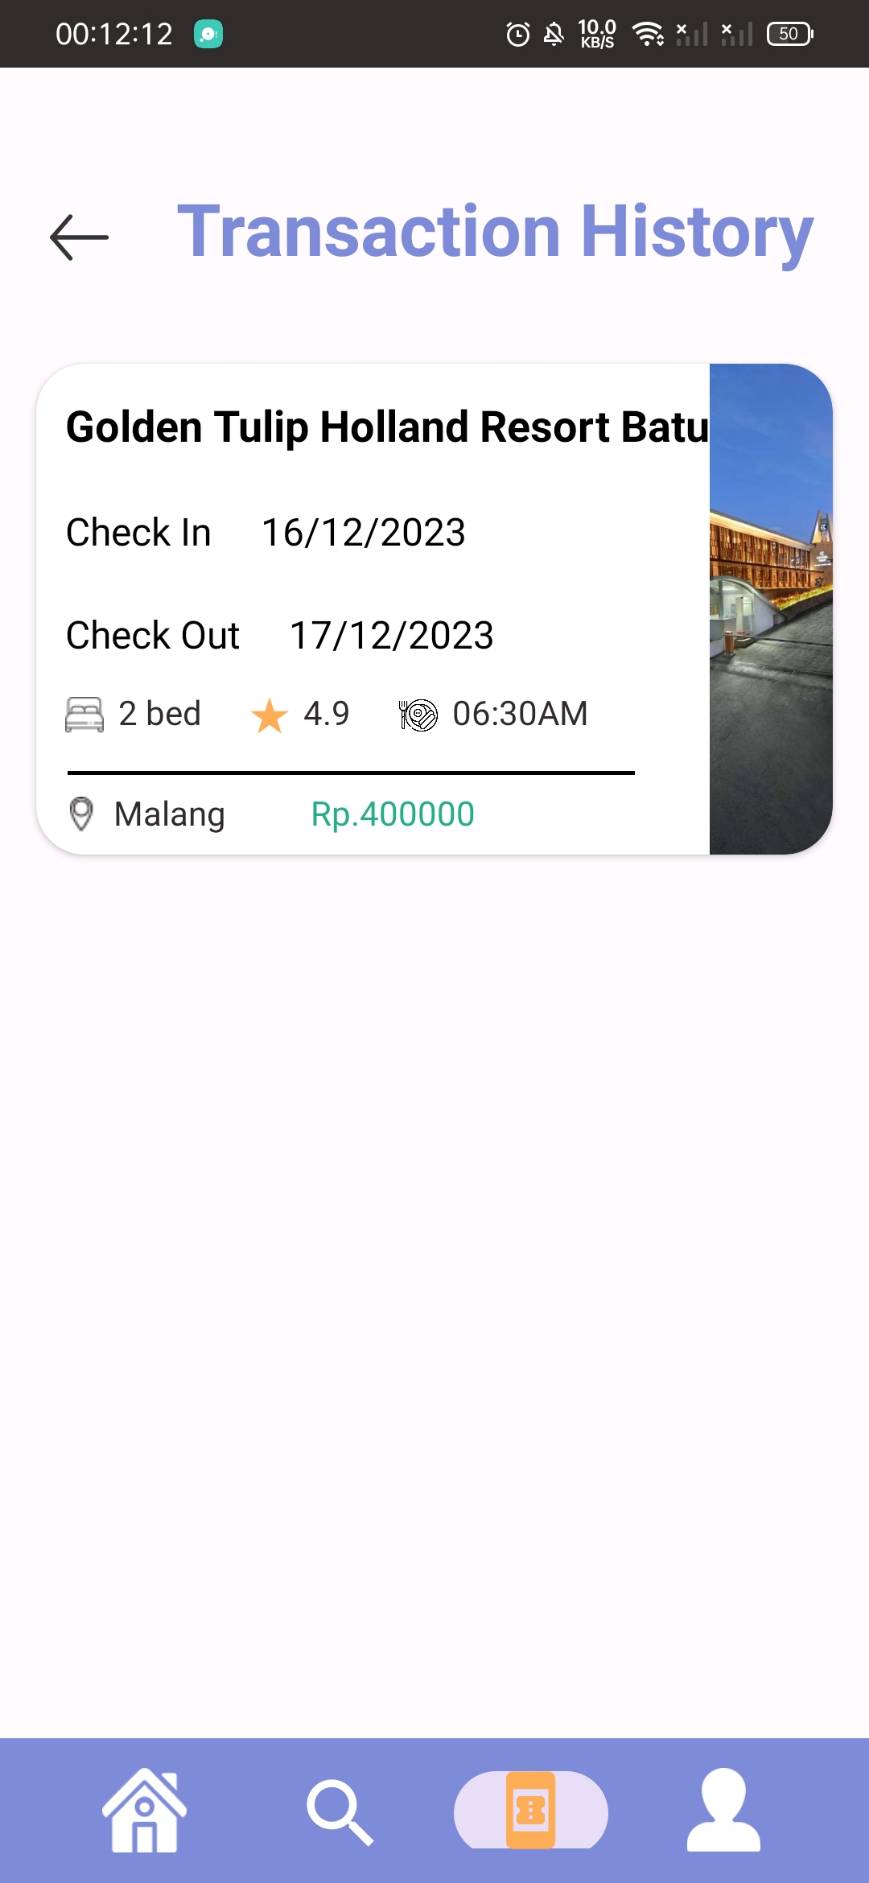 00:12:12 10.0 KB/S 50
Transaction History
Golden Tulip Holland Resort Batu
Check In 16/12/2023
Check Out 17/12/2023
2 bed 4.9 06:30AM
Malang Rp.400000